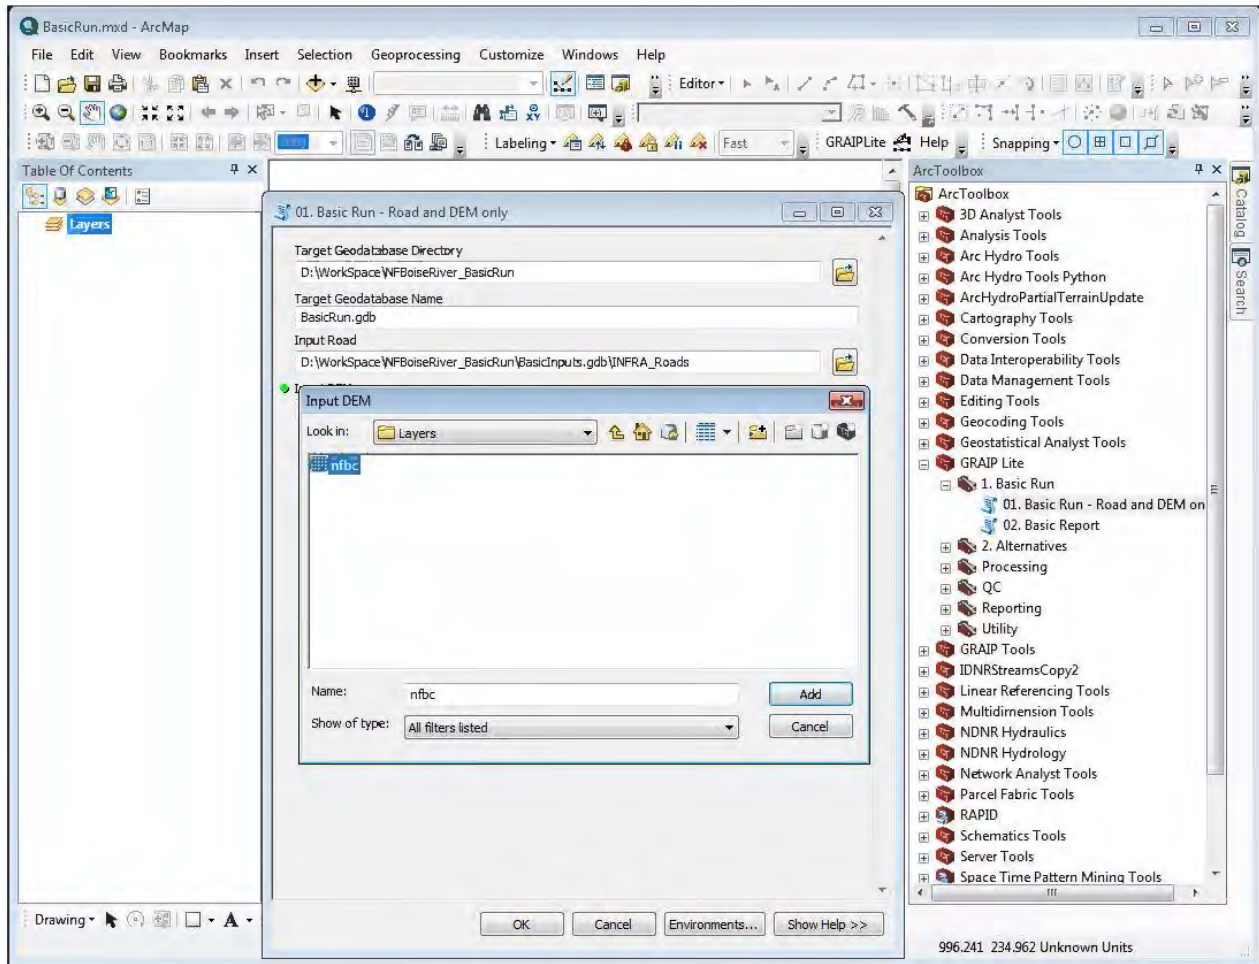 BasicRun.mxd - ArcMap
File Edit View Bookmarks Insert Selection Geoprocessing Customize Windows Help
Editor
Labeling Fast GRAIPLite Help Snapping
Table Of Contents
Layers
01. Basic Run - Road and DEM only
Target Geodatabase Directory
D:\WorkSpace\NFBoiseRiver_BasicRun
Target Geodatabase Name
BasicRun.gdb
Input Road
D:\WorkSpace\NFBoiseRiver_BasicRun\BasicInputs.gdb\INFRA_Roads
Input DEM
Look in: Layers
nfbc
Name: nfbc
Add
Show of type: All filters listed
Cancel
OK Cancel Environments... Show Help >>
Drawing A
ArcToolbox
ArcToolbox
3D Analyst Tools
Analysis Tools
Arc Hydro Tools
Arc Hydro Tools Python
ArcHydroPartialTerrainUpdate
Cartography Tools
Conversion Tools
Data Interoperability Tools
Data Management Tools
Editing Tools
Geocoding Tools
Geostatistical Analyst Tools
GRAIP Lite
1. Basic Run
01. Basic Run - Road and DEM on
02. Basic Report
2. Alternatives
Processing
QC
Reporting
Utility
GRAIP Tools
IDNRStreamsCopy2
Linear Referencing Tools
Multidimension Tools
NDNR Hydraulics
NDNR Hydrology
Network Analyst Tools
Parcel Fabric Tools
RAPID
Schematics Tools
Server Tools
Space Time Pattern Mining Tools
Catalog
Search
996.241 234.962 Unknown Units